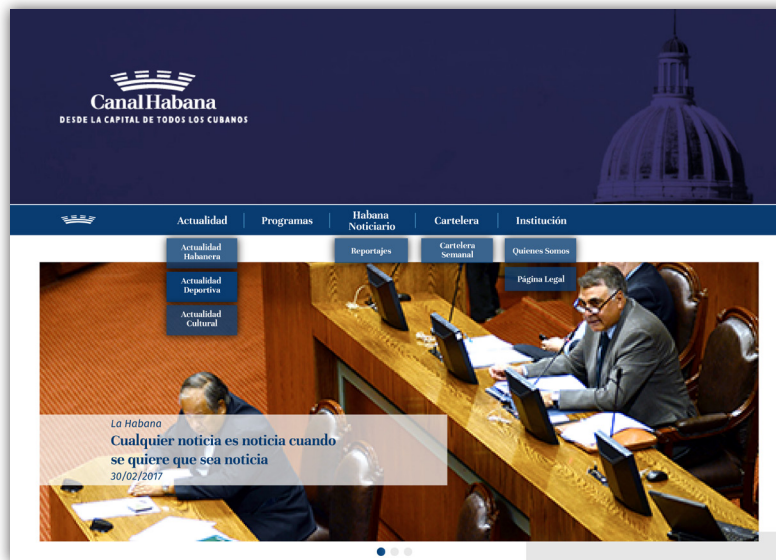 CanalHabana
DESDE LA CAPITAL DE TODOS LOS CUBANOS
Actualidad
Programas
Habana
Noticiario
Cartelera
Institución
Actualidad
Habanera
Actualidad
Deportiva
Actualidad
Cultural
Reportajes
Cartelera
Semanal
Quienes Somos
Página Legal
La Habana
Cualquier noticia es noticia cuando
se quiere que sea noticia
30/02/2017